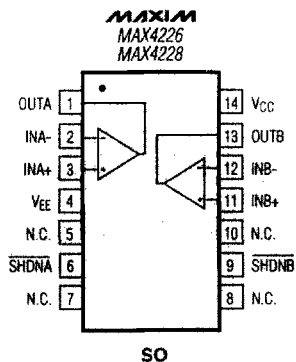 MAXIM
MAX4226
MAX4228
OUTA 1 14 VCC
INA- 2 13 OUTB
INA+ 3 12 INB-
VEE 4 11 INB+
N.C. 5 10 N.C.
SHDNA 6 9 SHDNB
N.C. 7 8 N.C.
SO